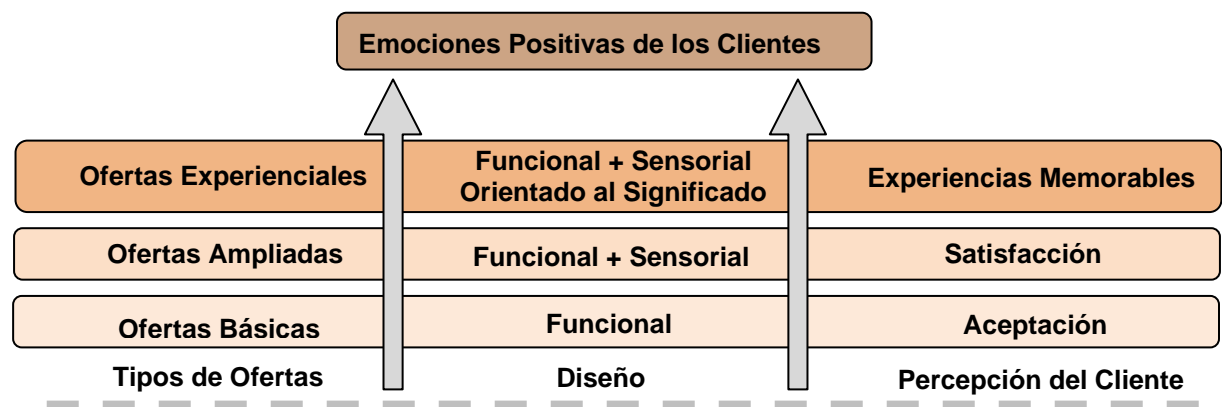 Emociones Positivas de los Clientes
Ofertas Experienciales
Funcional + Sensorial
Orientado al Significado
Experiencias Memorables
Ofertas Ampliadas
Funcional + Sensorial
Satisfacción
Ofertas Básicas
Funcional
Aceptación
Tipos de Ofertas
Diseño
Percepción del Cliente